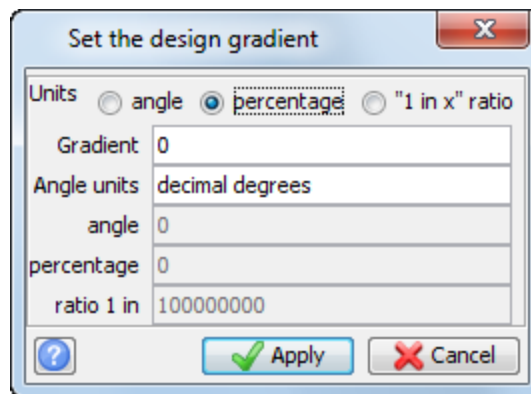 Set the design gradient
Units angle percentage "1 in x" ratio
Gradient 0
Angle units decimal degrees
angle 0
percentage 0
ratio 1 in 100000000
? Apply Cancel